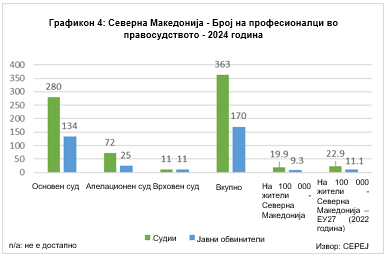 Графикон 4: Северна Македонија - Број на професионалци во
правосудството - 2024 година
400
350
300
250
200
150
100
50
0
280
134
72
25
11
11
363
170
19.9
9.3
22.9
11.1
Основен суд
Апелационен суд
Врховен суд
Вкупно
На 100 000
жители -
Северна
Македонија
На 100 000
жители -
Северна
Македонија –
ЕУ27 (2022
година)
Судии
Јавни обвинители
n/a: не е достапно
Извор: CEPEJ